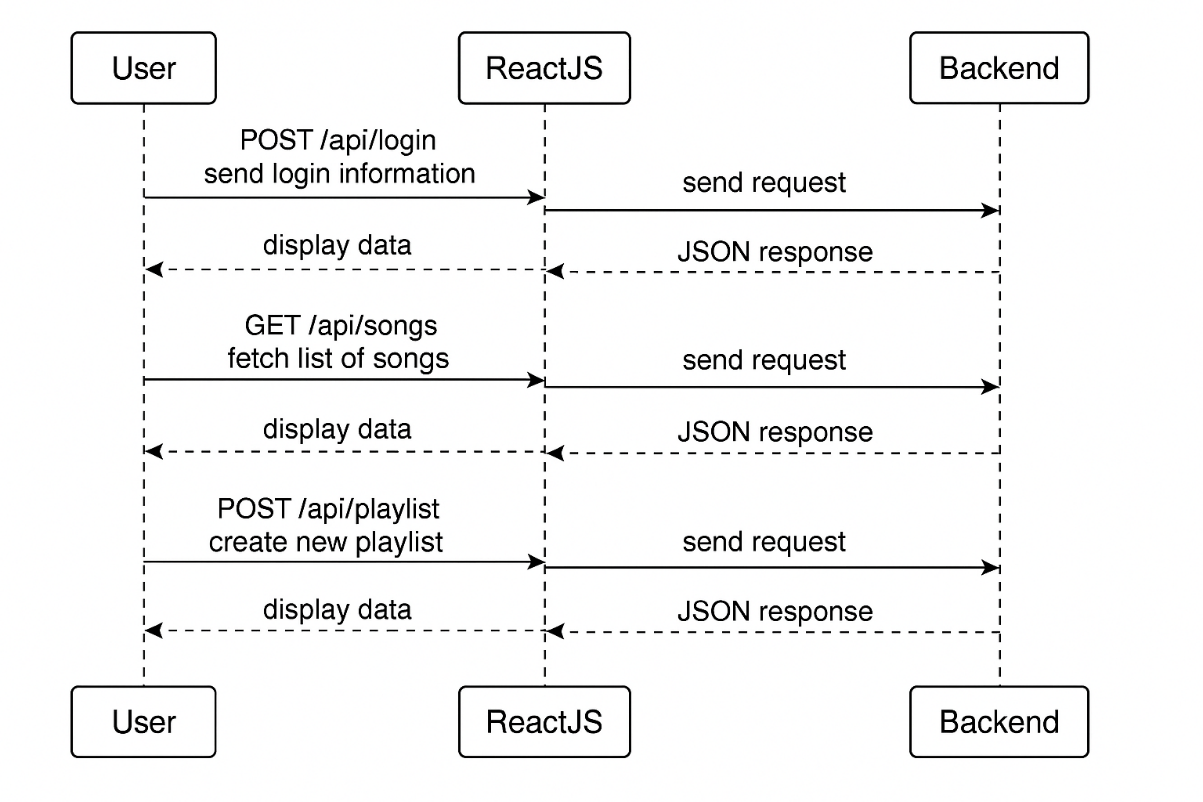 User
ReactJS
Backend
POST /api/login
send login information
send request
display data
JSON response
GET /api/songs
fetch list of songs
send request
display data
JSON response
POST /api/playlist
create new playlist
send request
display data
JSON response
User
ReactJS
Backend